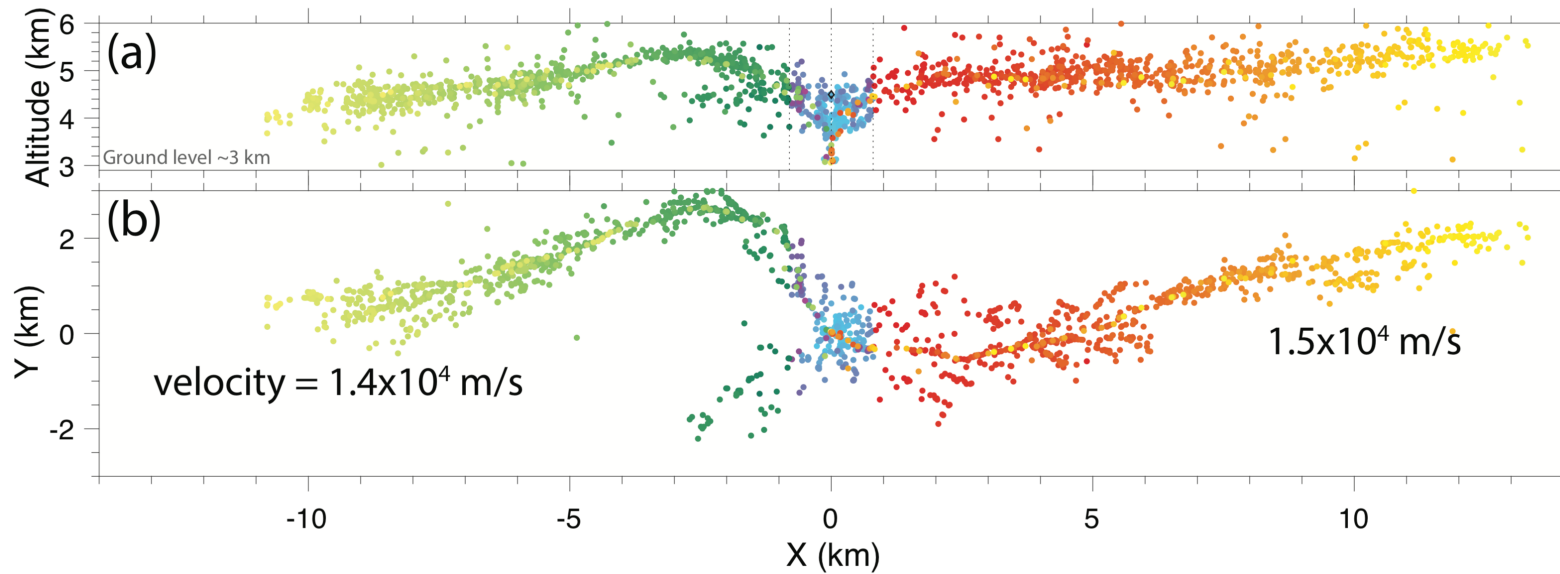 (a)
Altitude (km)
6
5
4
3
Ground level ~3 km
(b)
Y (km)
2
0
-2
velocity = 1.4x10⁴ m/s
1.5x10⁴ m/s
-10 -5 0 5 10
X (km)